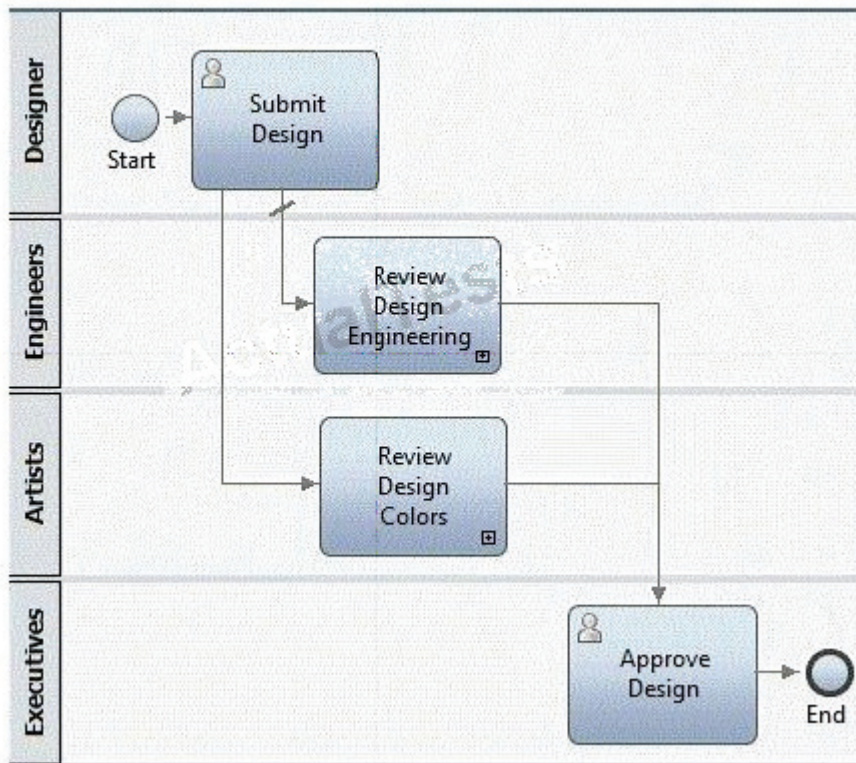 Designer
Start
Submit
Design
Engineers
Review
Design
Engineering
Artists
Review
Design
Colors
Executives
Approve
Design
End